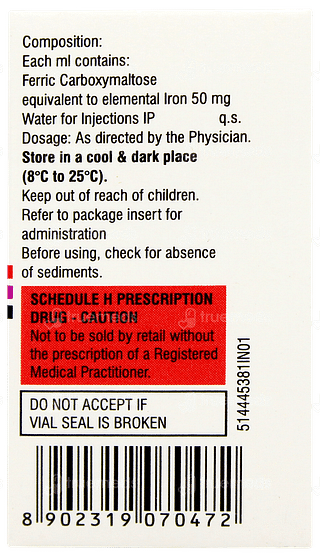 Composition:
Each ml contains:
Ferric Carboxymaltose
equivalent to elemental Iron 50 mg
Water for Injections IP q.s.
Dosage: As directed by the Physician.
Store in a cool & dark place
(8°C to 25°C).
Keep out of reach of children.
Refer to package insert for
administration
Before using, check for absence
of sediments.
SCHEDULE H PRESCRIPTION
DRUG - CAUTION
Not to be sold by retail without
the prescription of a Registered
Medical Practitioner.
DO NOT ACCEPT IF
VIAL SEAL IS BROKEN
514445381IN01
8 902319 070472